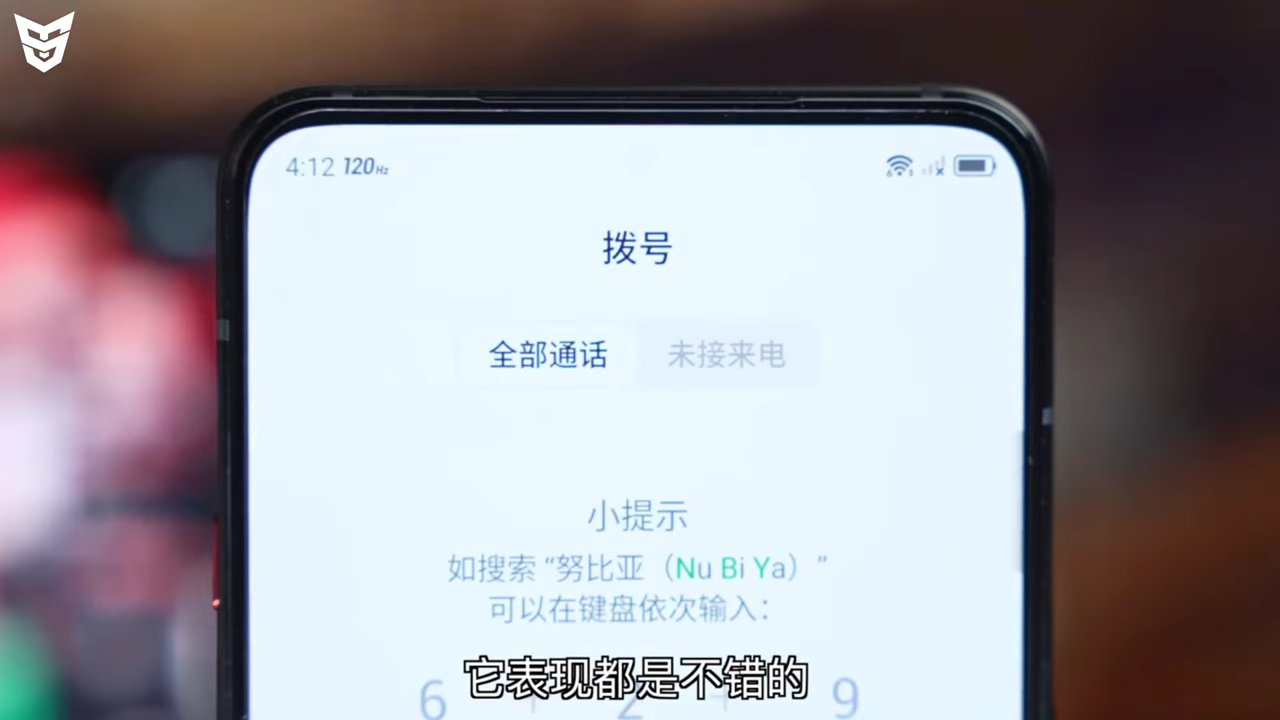 4:12 120Hz
拨号
全部通话 未接来电
小提示
如搜索“努比亚（Nu Bi Ya）”
可以在键盘依次输入：
6 + 2 + 9
它表现都是不错的